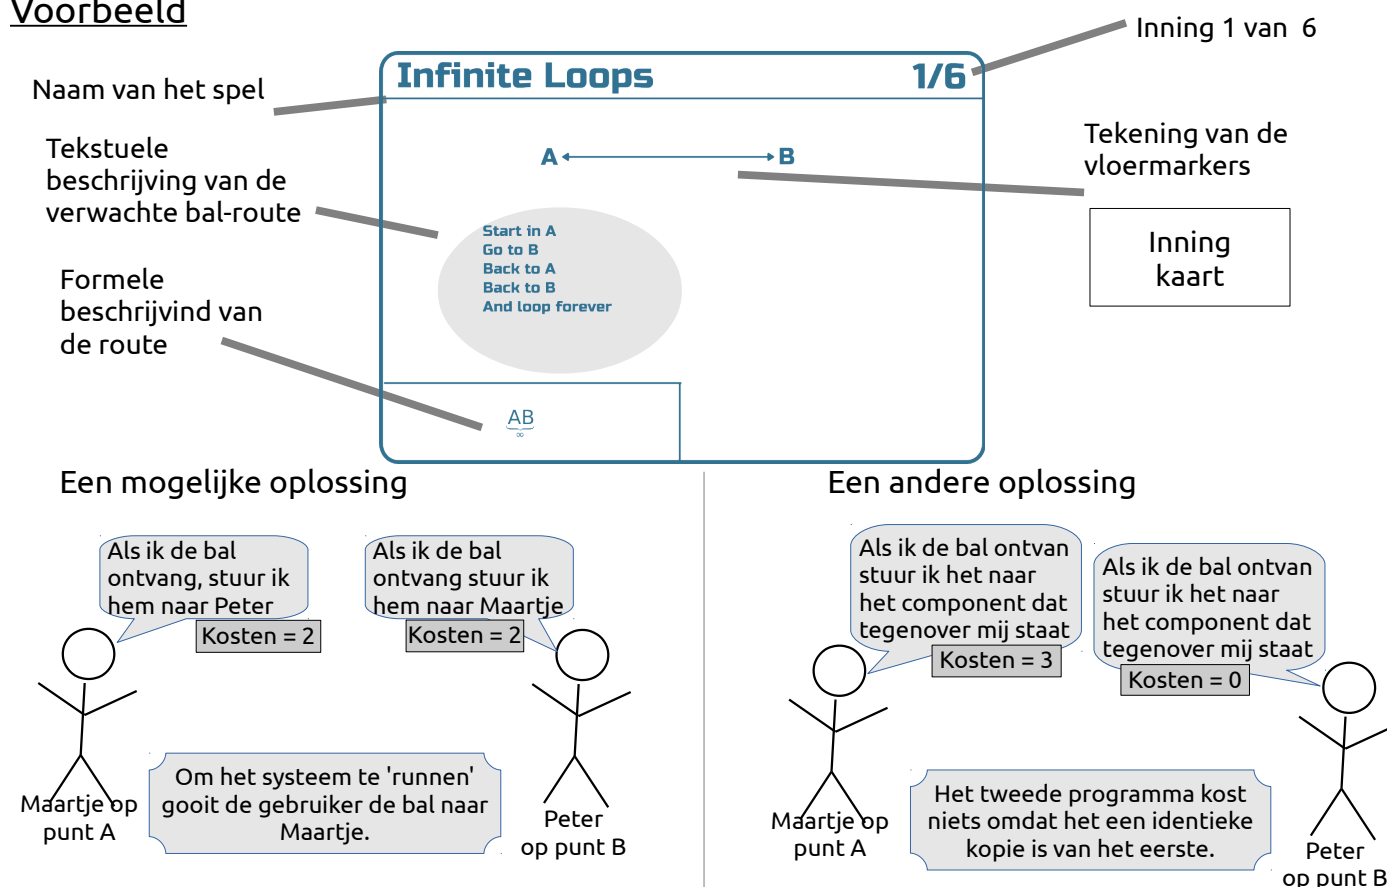 Voorbeeld
Inning 1 van 6
Naam van het spel
Infinite Loops
1/6
Tekening van de
vloermarkers
Tekstuele
beschrijving van de
verwachte bal-route
A
B
Start in A
Go to B
Back to A
Back to B
And loop forever
Inning
kaart
Formele
beschrijvind van
de route
AB
∞
Een mogelijke oplossing
Als ik de bal
ontvang, stuur ik
hem naar Peter
Kosten = 2
Als ik de bal
ontvang stuur ik
hem naar Maartje
Kosten = 2
Om het systeem te 'runnen'
gooit de gebruiker de bal naar
Maartje.
Maartje op
punt A
Peter
op punt B
Een andere oplossing
Als ik de bal ontvan
stuur ik het naar
het component dat
tegenover mij staat
Kosten = 3
Als ik de bal ontvan
stuur ik het naar
het component dat
tegenover mij staat
Kosten = 0
Het tweede programma kost
niets omdat het een identieke
kopie is van het eerste.
Maartje op
punt A
Peter
op punt B